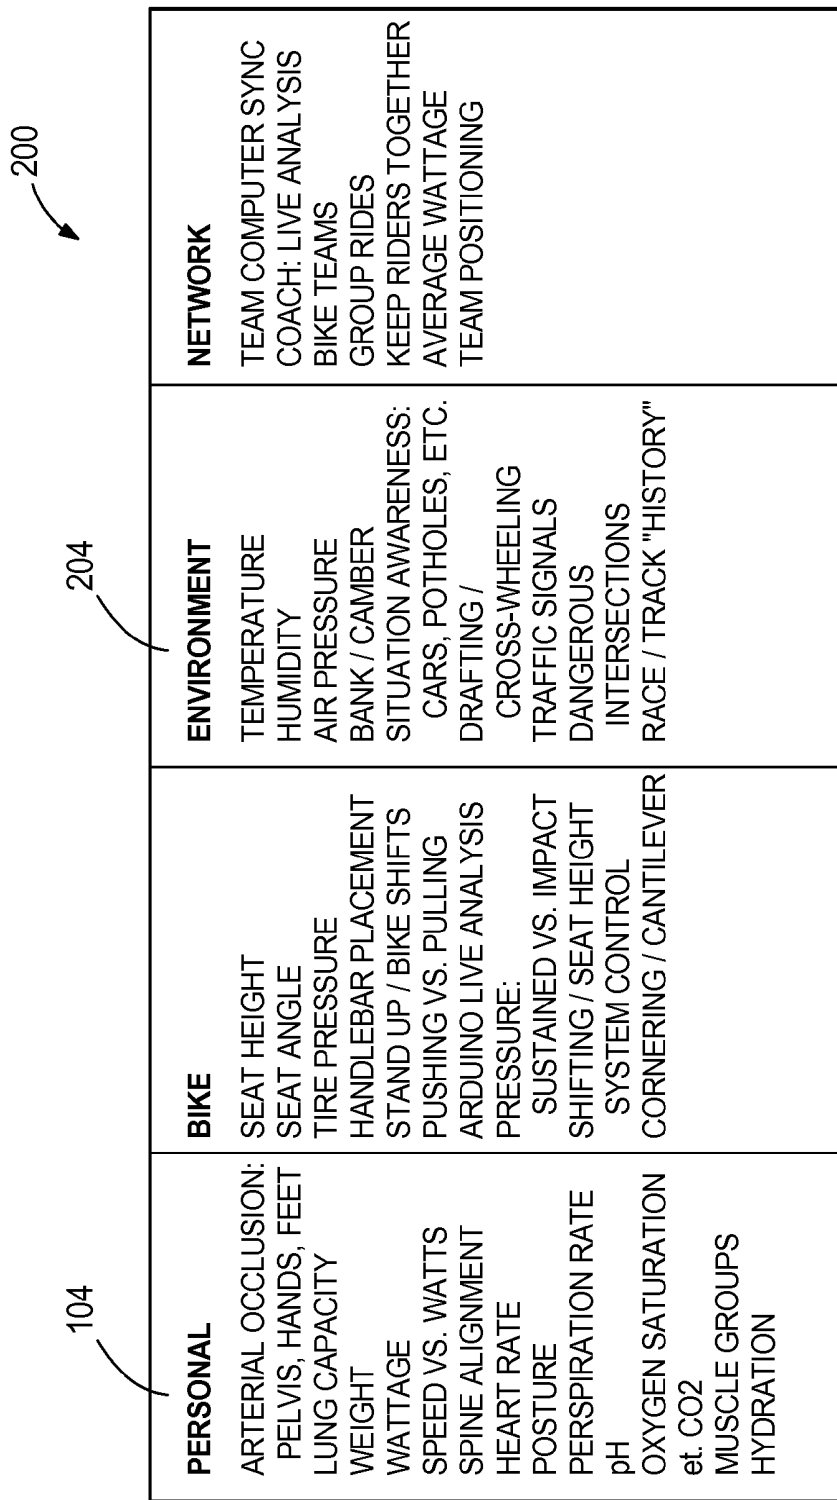 200
104
204
PERSONAL
ARTERIAL OCCLUSION:
PELVIS, HANDS, FEET
LUNG CAPACITY
WEIGHT
WATTAGE
SPEED VS. WATTS
SPINE ALIGNMENT
HEART RATE
POSTURE
PERSPIRATION RATE
pH
OXYGEN SATURATION
et. CO2
MUSCLE GROUPS
HYDRATION
BIKE
SEAT HEIGHT
SEAT ANGLE
TIRE PRESSURE
HANDLEBAR PLACEMENT
STAND UP / BIKE SHIFTS
PUSHING VS. PULLING
ARDUINO LIVE ANALYSIS
PRESSURE:
SUSTAINED VS. IMPACT
SHIFTING / SEAT HEIGHT
SYSTEM CONTROL
CORNERING / CANTILEVER
ENVIRONMENT
TEMPERATURE
HUMIDITY
AIR PRESSURE
BANK / CAMBER
SITUATION AWARENESS:
CARS, POTHOLES, ETC.
DRAFTING /
CROSS-WHEELING
TRAFFIC SIGNALS
DANGEROUS
INTERSECTIONS
RACE / TRACK "HISTORY"
NETWORK
TEAM COMPUTER SYNC
COACH: LIVE ANALYSIS
BIKE TEAMS
GROUP RIDES
KEEP RIDERS TOGETHER
AVERAGE WATTAGE
TEAM POSITIONING